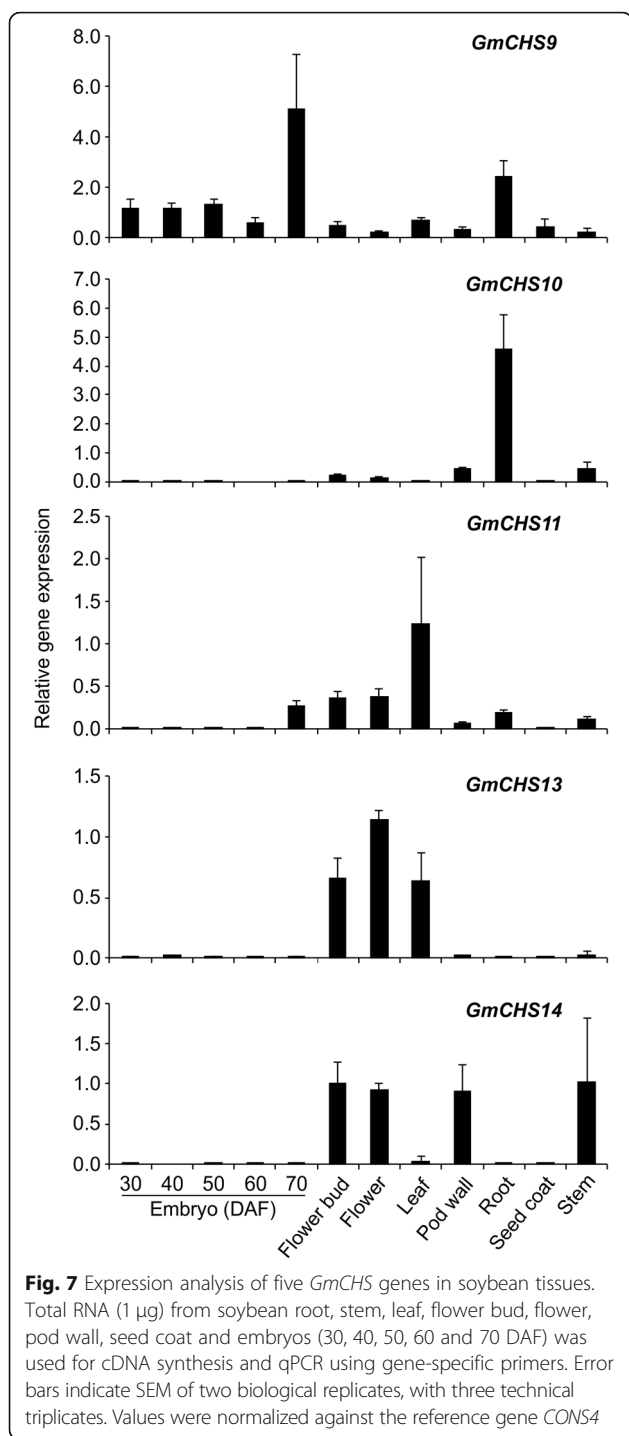 GmCHS9
8.0
6.0
4.0
2.0
0.0
GmCHS10
7.0
6.0
5.0
4.0
3.0
2.0
1.0
0.0
GmCHS11
2.5
2.0
1.5
1.0
0.5
0.0
Relative gene expression
GmCHS13
1.5
1.0
0.5
0.0
GmCHS14
2.0
1.5
1.0
0.5
0.0
30 40 50 60 70
Embryo (DAF)
Flower bud
Flower
Leaf
Pod wall
Root
Seed coat
Stem
Fig. 7 Expression analysis of five GmCHS genes in soybean tissues.
Total RNA (1 μg) from soybean root, stem, leaf, flower bud, flower,
pod wall, seed coat and embryos (30, 40, 50, 60 and 70 DAF) was
used for cDNA synthesis and qPCR using gene-specific primers. Error
bars indicate SEM of two biological replicates, with three technical
triplicates. Values were normalized against the reference gene CONS4